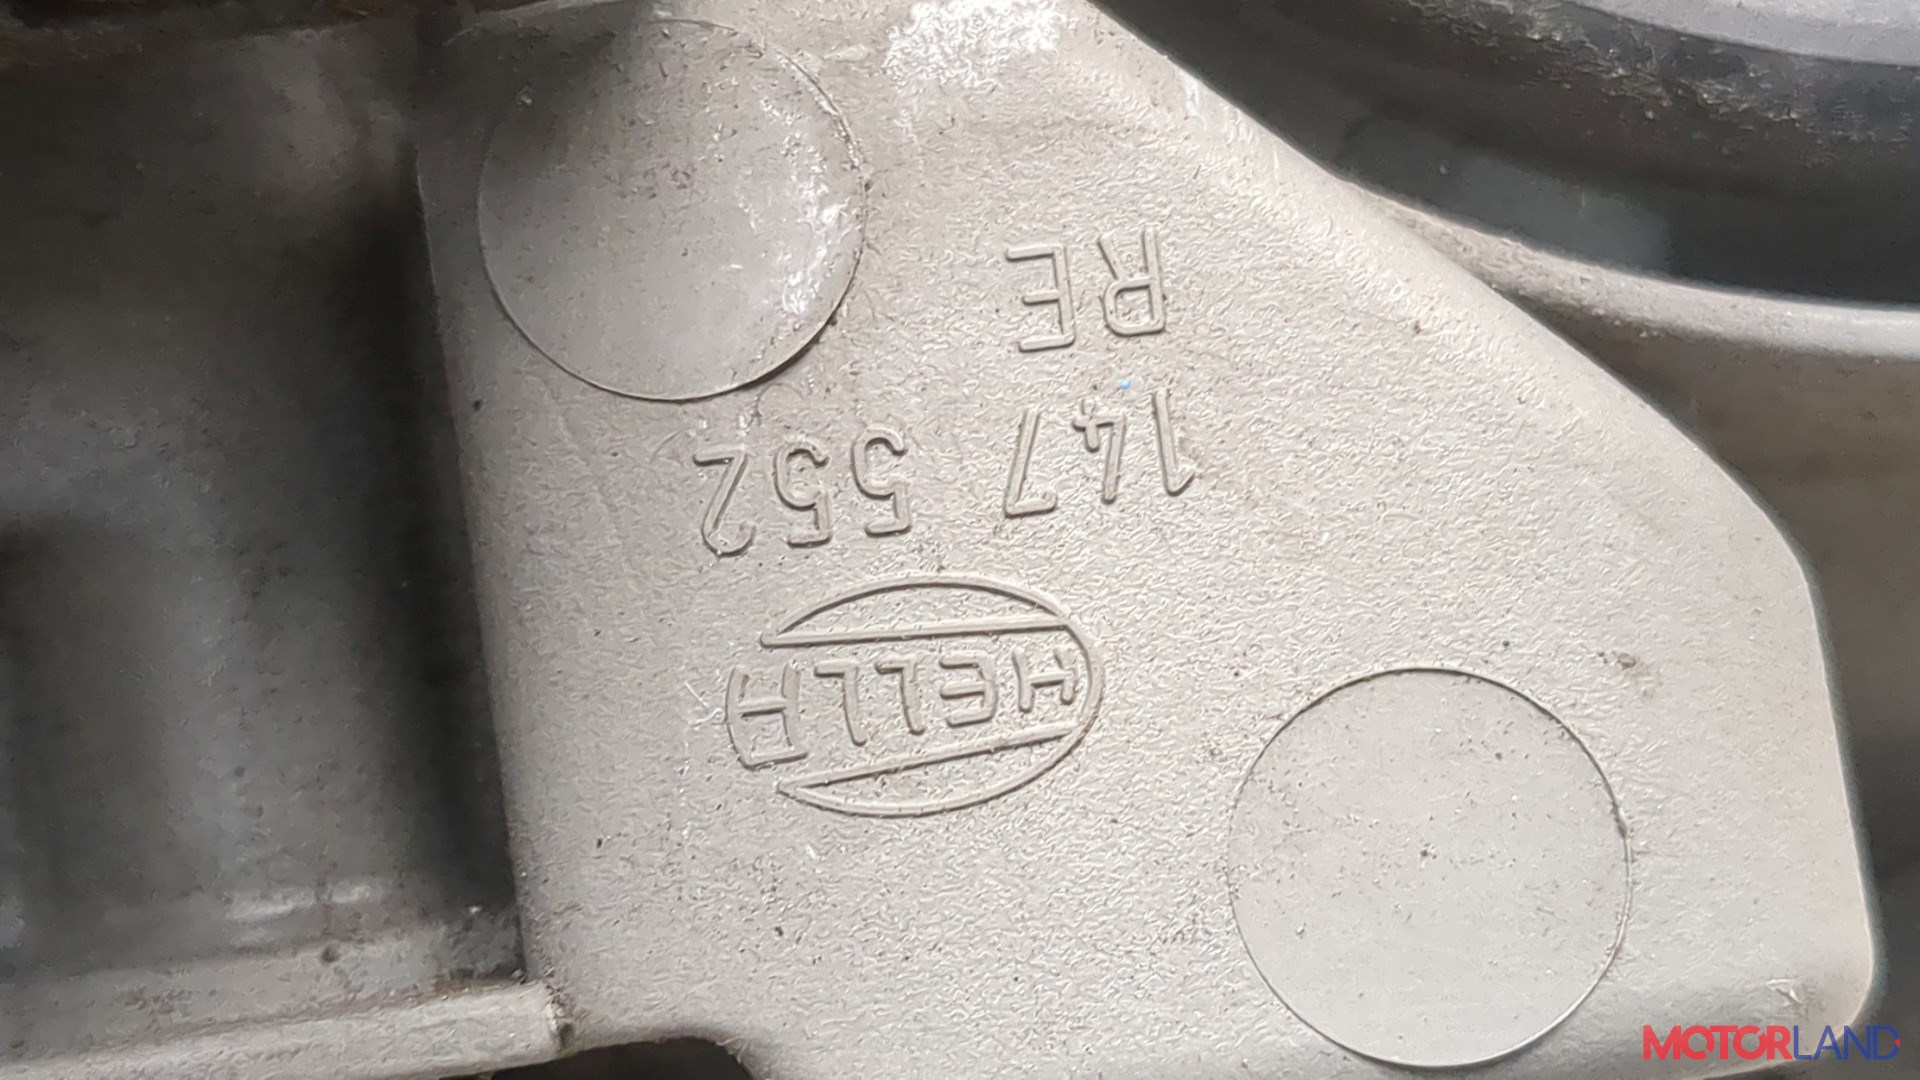 HELLA
147 552
RE
MOTORLAND